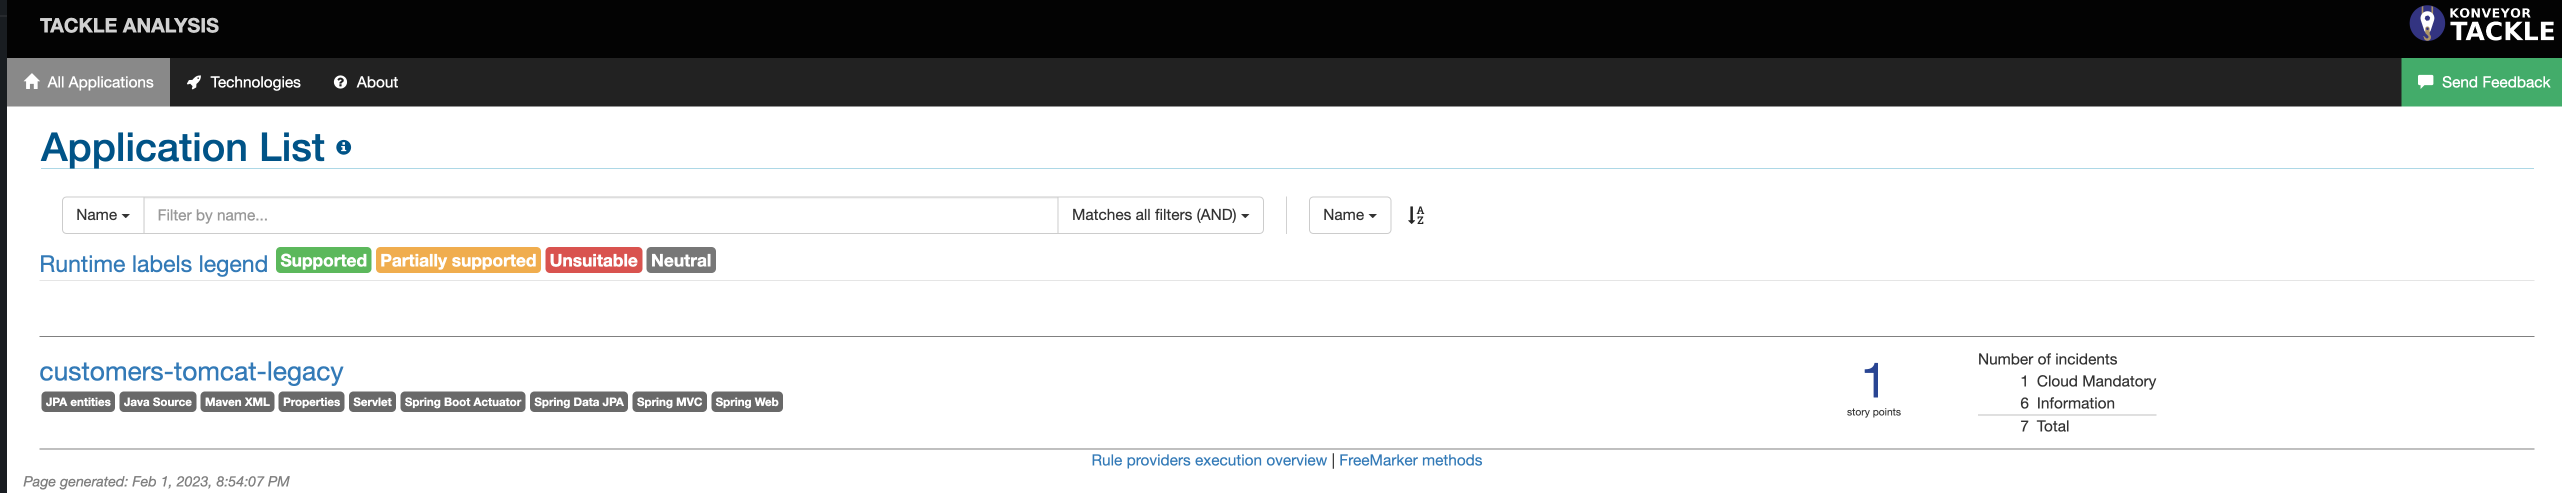 TACKLE ANALYSIS
KONVEYOR
TACKLE
All Applications Technologies About Send Feedback
Application List
Name Filter by name... Matches all filters (AND) Name
Runtime labels legend Supported Partially supported Unsuitable Neutral
customers-tomcat-legacy
JPA entities Java Source Maven XML Properties Servlet Spring Boot Actuator Spring Data JPA Spring MVC Spring Web
1
story points
Number of incidents
1 Cloud Mandatory
6 Information
7 Total
Rule providers execution overview | FreeMarker methods
Page generated: Feb 1, 2023, 8:54:07 PM